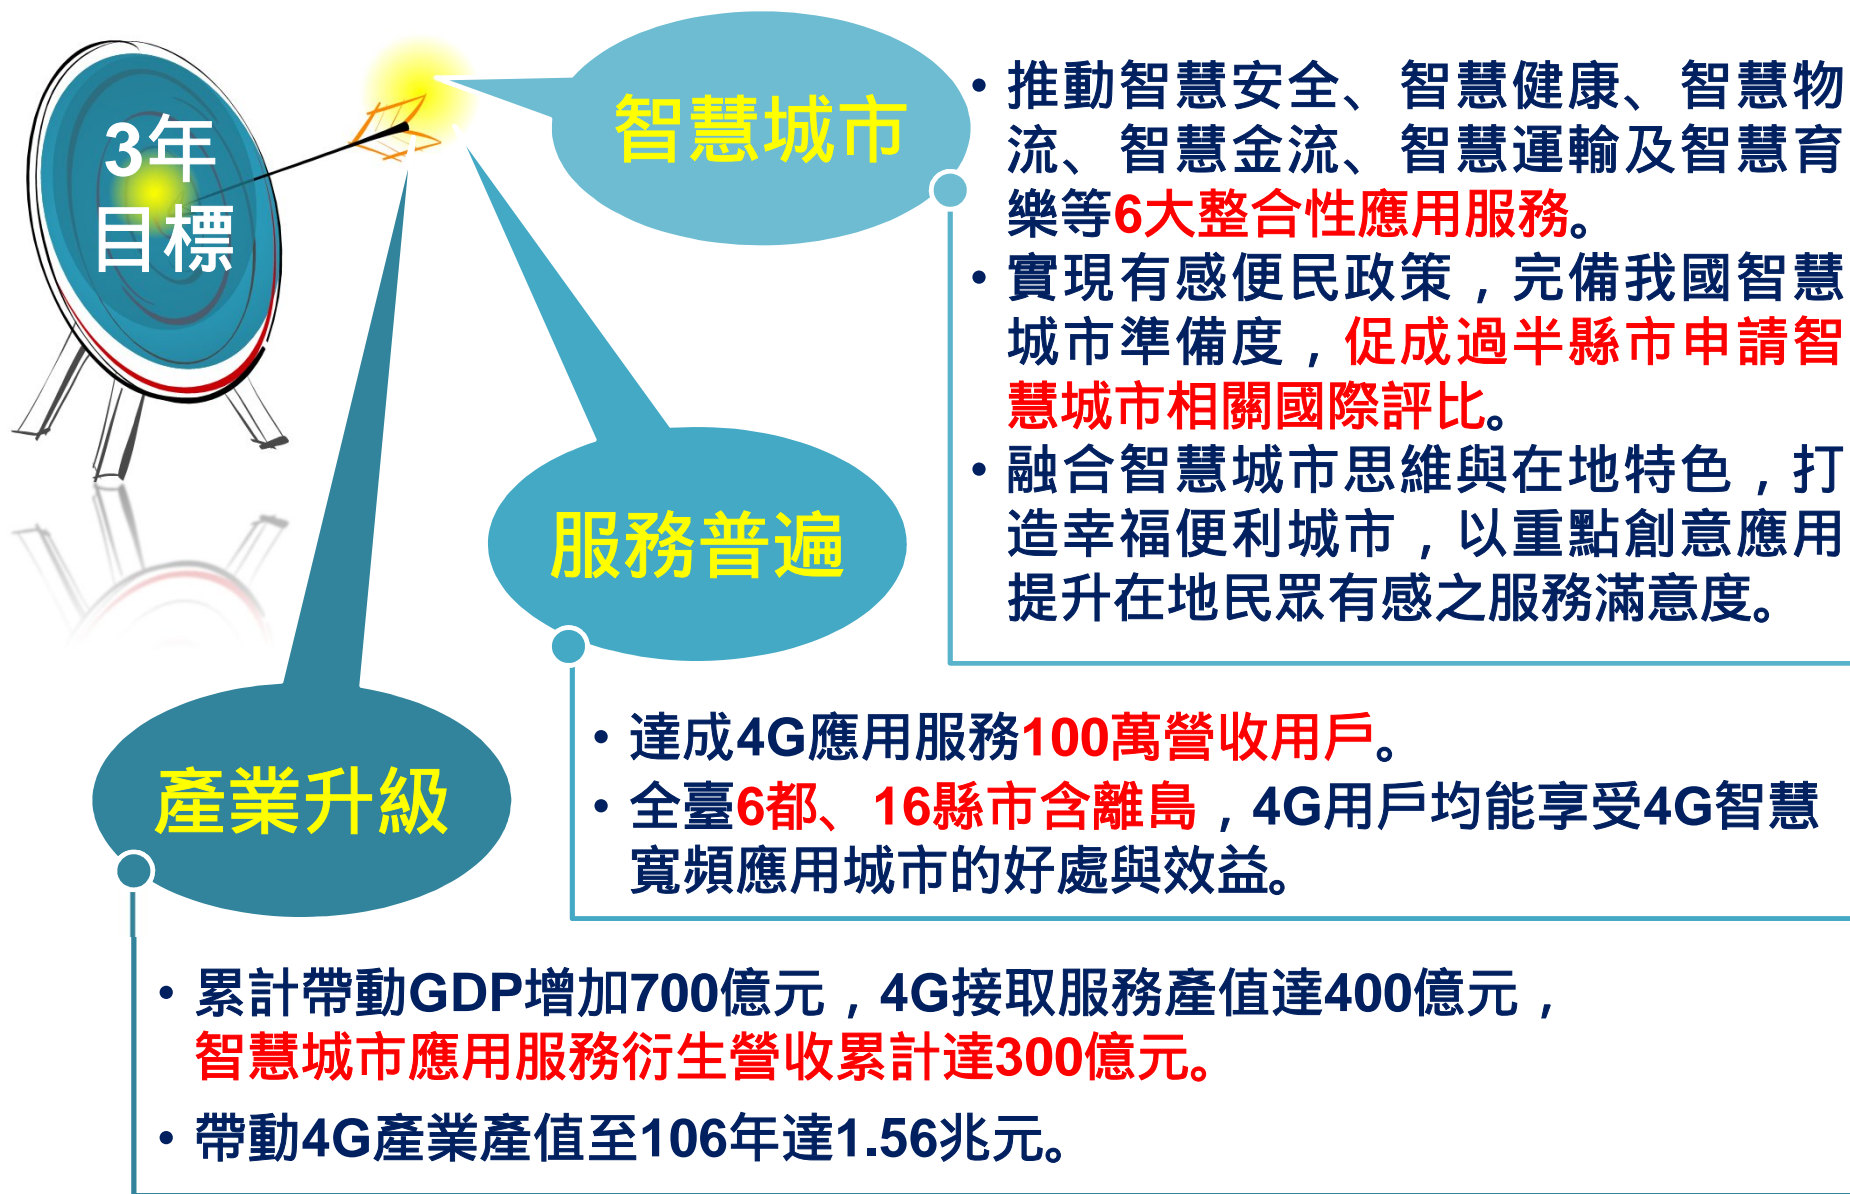 3年
目標
智慧城市
• 推動智慧安全、智慧健康、智慧物
流、智慧金流、智慧運輸及智慧育
樂等6大整合性應用服務。
• 實現有感便民政策，完備我國智慧
城市準備度，促成過半縣市申請智
慧城市相關國際評比。
• 融合智慧城市思維與在地特色，打
造幸福便利城市，以重點創意應用
提升在地民眾有感之服務滿意度。
服務普遍
• 達成4G應用服務100萬營收用戶。
• 全臺6都、16縣市含離島，4G用戶均能享受4G智慧
寬頻應用城市的好處與效益。
產業升級
• 累計帶動GDP增加700億元，4G接取服務產值達400億元，
智慧城市應用服務衍生營收累計達300億元。
• 帶動4G產業產值至106年達1.56兆元。